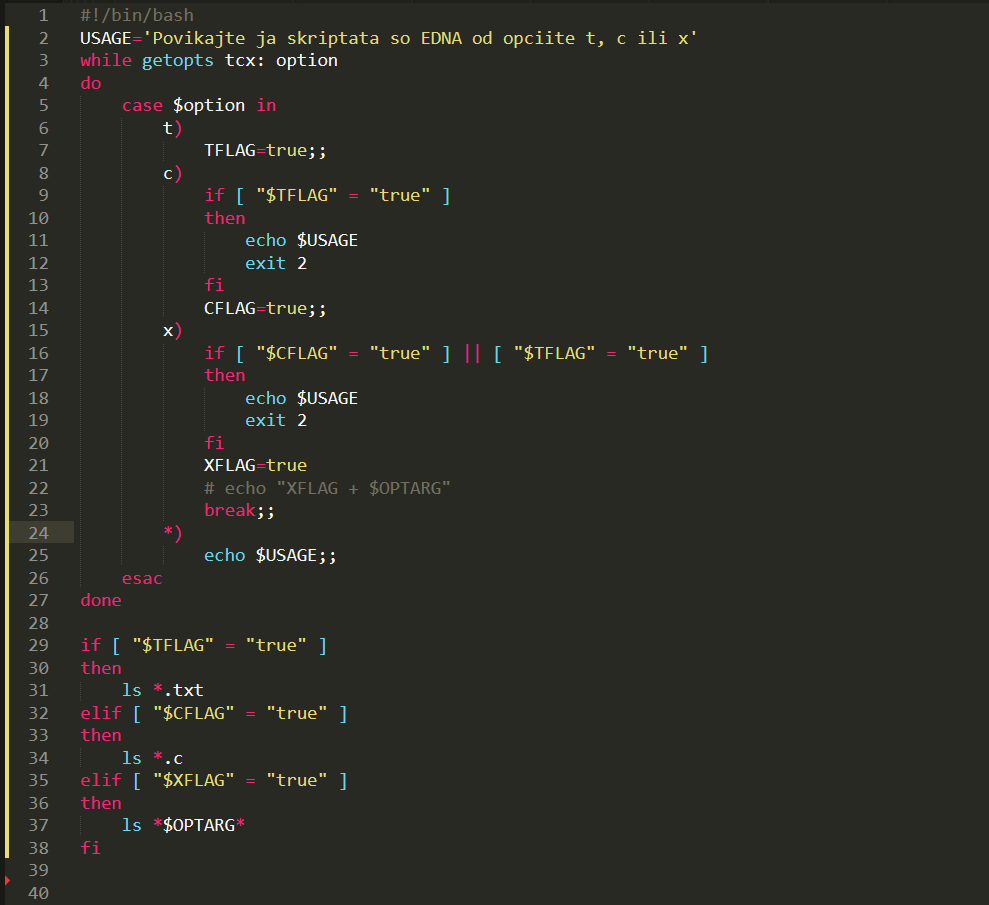 1 #!/bin/bash
2 USAGE='Povikajte ja skriptata so EDNA od opciite t, c ili x'
3 while getopts tcx: option
4 do
5     case $option in
6         t)
7             TFLAG=true;;
8         c)
9             if [ "$TFLAG" = "true" ]
10             then
11                 echo $USAGE
12                 exit 2
13             fi
14             CFLAG=true;;
15         x)
16             if [ "$CFLAG" = "true" ] || [ "$TFLAG" = "true" ]
17             then
18                 echo $USAGE
19                 exit 2
20             fi
21             XFLAG=true
22             # echo "XFLAG + $OPTARG"
23             break;;
24         *)
25             echo $USAGE;;
26     esac
27 done
28
29 if [ "$TFLAG" = "true" ]
30 then
31     ls *.txt
32 elif [ "$CFLAG" = "true" ]
33 then
34     ls *.c
35 elif [ "$XFLAG" = "true" ]
36 then
37     ls *$OPTARG*
38 fi
39
40